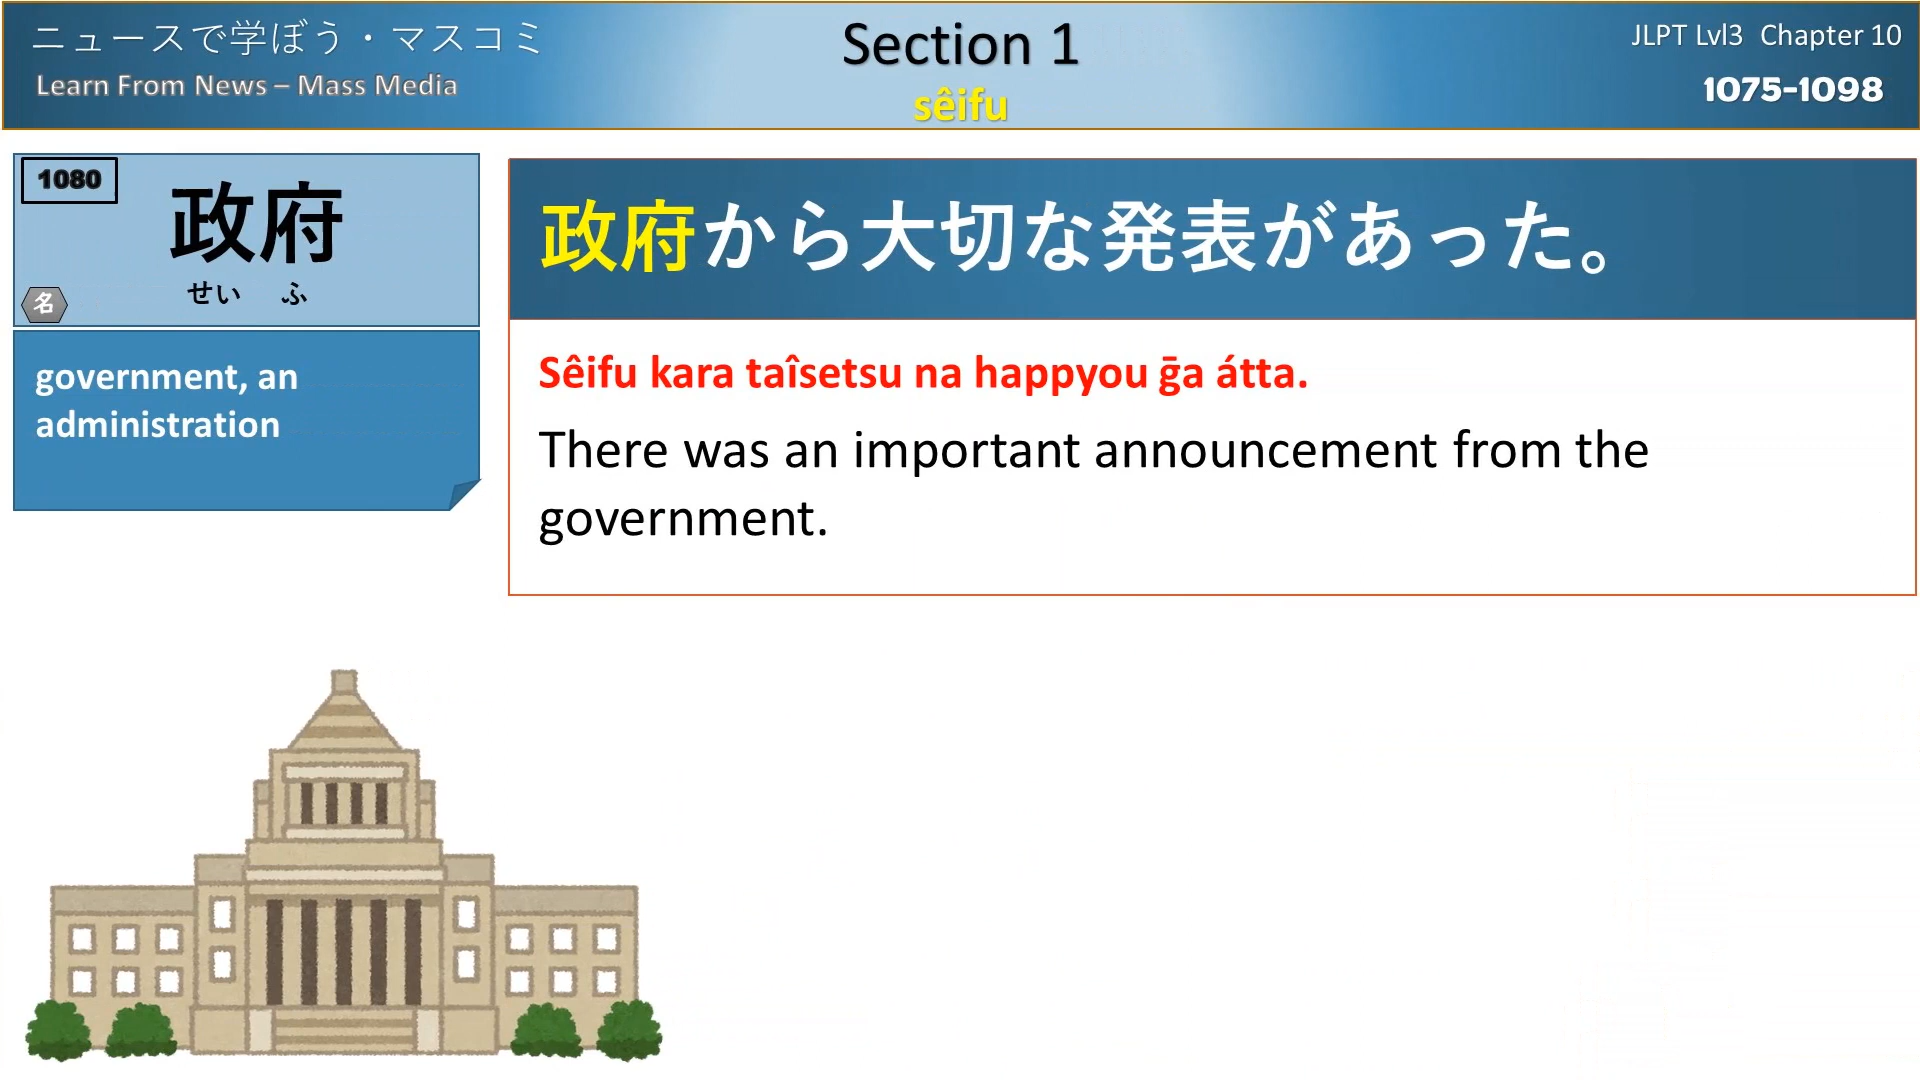 ニュースで学ぼう・マスコミ
Learn From News – Mass Media
Section 1
sêifu
JLPT Lvl3 Chapter 10
1075-1098
1080
政府
せい ふ
名
government, an
administration
政府から大切な発表があった。
Sêifu kara taîsetsu na happyou ḡa átta.
There was an important announcement from the
government.